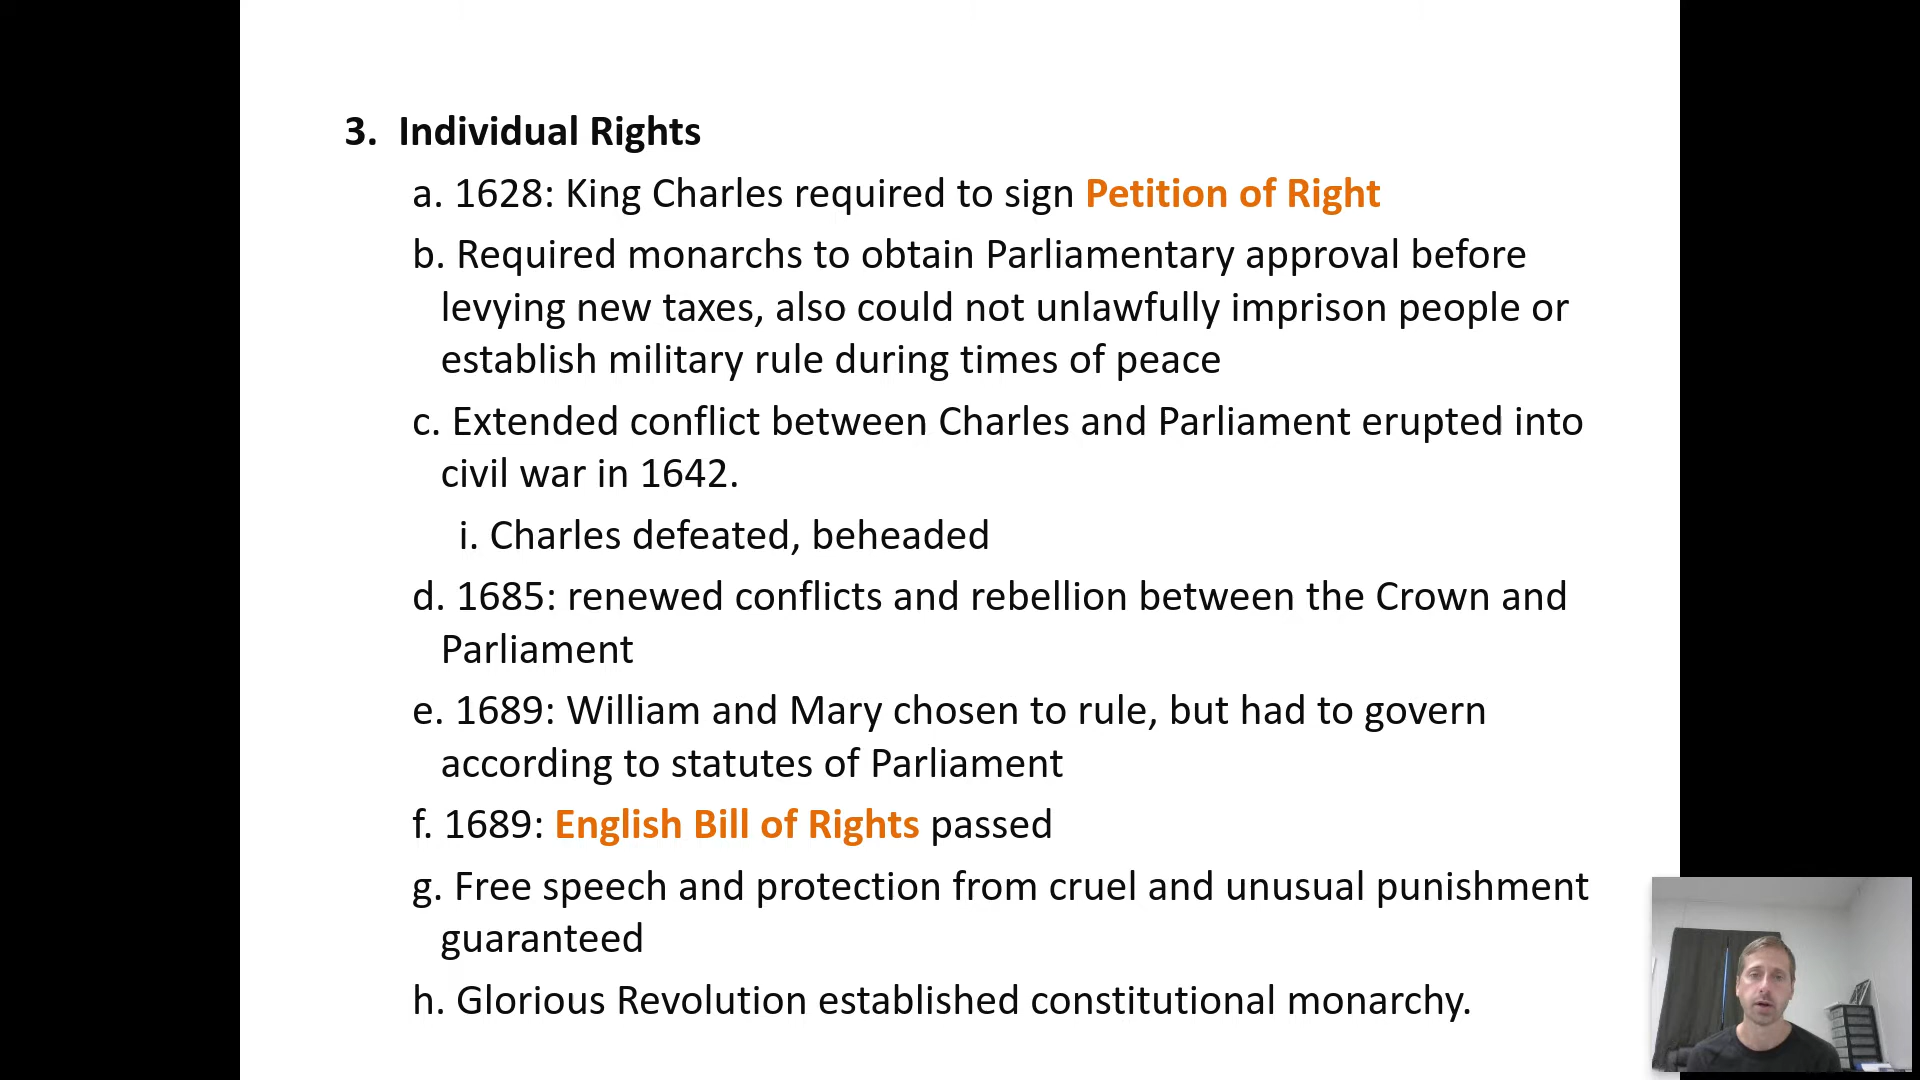 3. Individual Rights
a. 1628: King Charles required to sign Petition of Right
b. Required monarchs to obtain Parliamentary approval before
levying new taxes, also could not unlawfully imprison people or
establish military rule during times of peace
c. Extended conflict between Charles and Parliament erupted into
civil war in 1642.
i. Charles defeated, beheaded
d. 1685: renewed conflicts and rebellion between the Crown and
Parliament
e. 1689: William and Mary chosen to rule, but had to govern
according to statutes of Parliament
f. 1689: English Bill of Rights passed
g. Free speech and protection from cruel and unusual punishment
guaranteed
h. Glorious Revolution established constitutional monarchy.